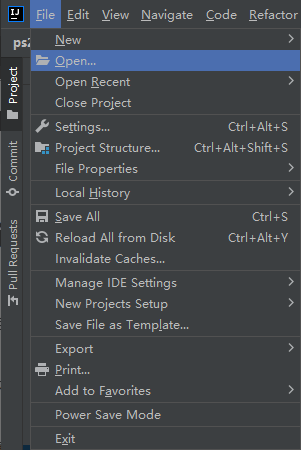 IJ File Edit View Navigate Code Refactor
New
Open...
Open Recent
Close Project
Settings... Ctrl+Alt+S
Project Structure... Ctrl+Alt+Shift+S
File Properties
Local History
Save All Ctrl+S
Reload All from Disk Ctrl+Alt+Y
Invalidate Caches...
Manage IDE Settings
New Projects Setup
Save File as Template...
Export
Print...
Add to Favorites
Power Save Mode
Exit
Project
Commit
Pull Requests